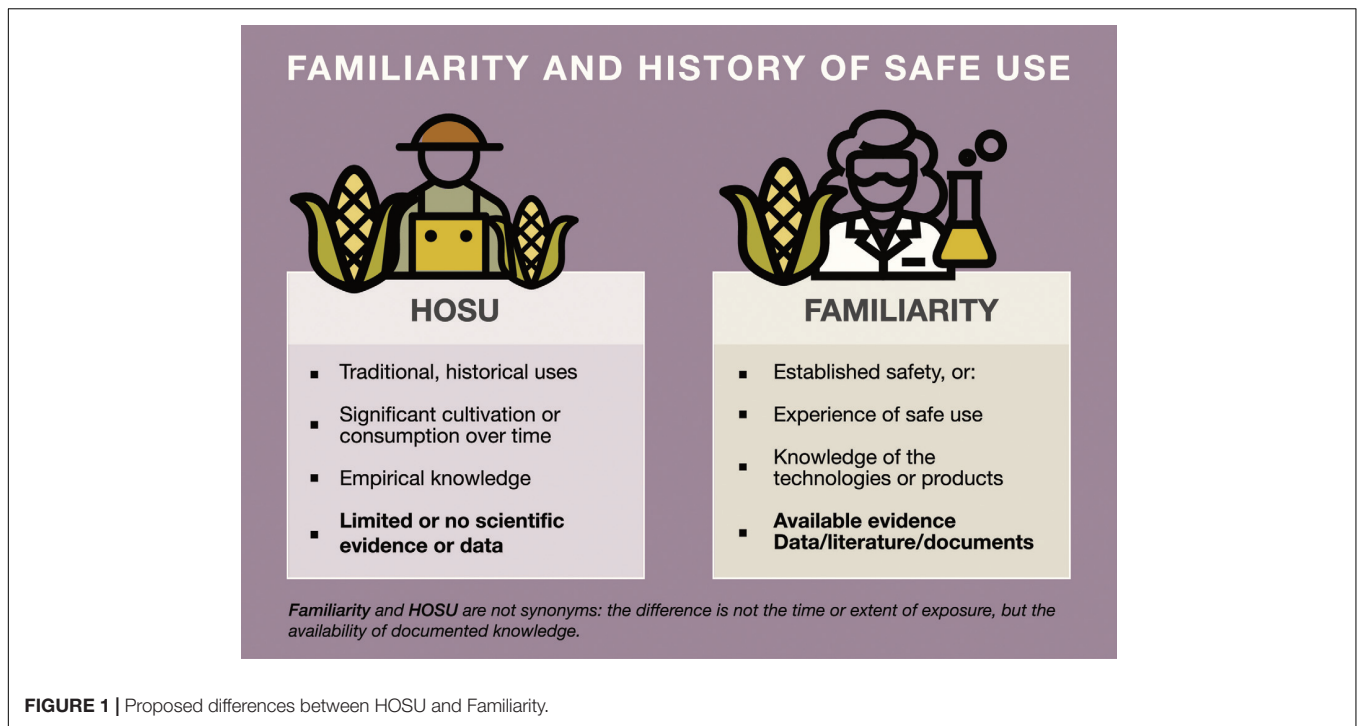 FAMILIARITY AND HISTORY OF SAFE USE
HOSU
▪ Traditional, historical uses
▪ Significant cultivation or
consumption over time
▪ Empirical knowledge
▪ Limited or no scientific
evidence or data
FAMILIARITY
▪ Established safety, or:
▪ Experience of safe use
▪ Knowledge of the
technologies or products
▪ Available evidence
Data/literature/documents
Familiarity and HOSU are not synonyms: the difference is not the time or extent of exposure, but the
availability of documented knowledge.
FIGURE 1 | Proposed differences between HOSU and Familiarity.